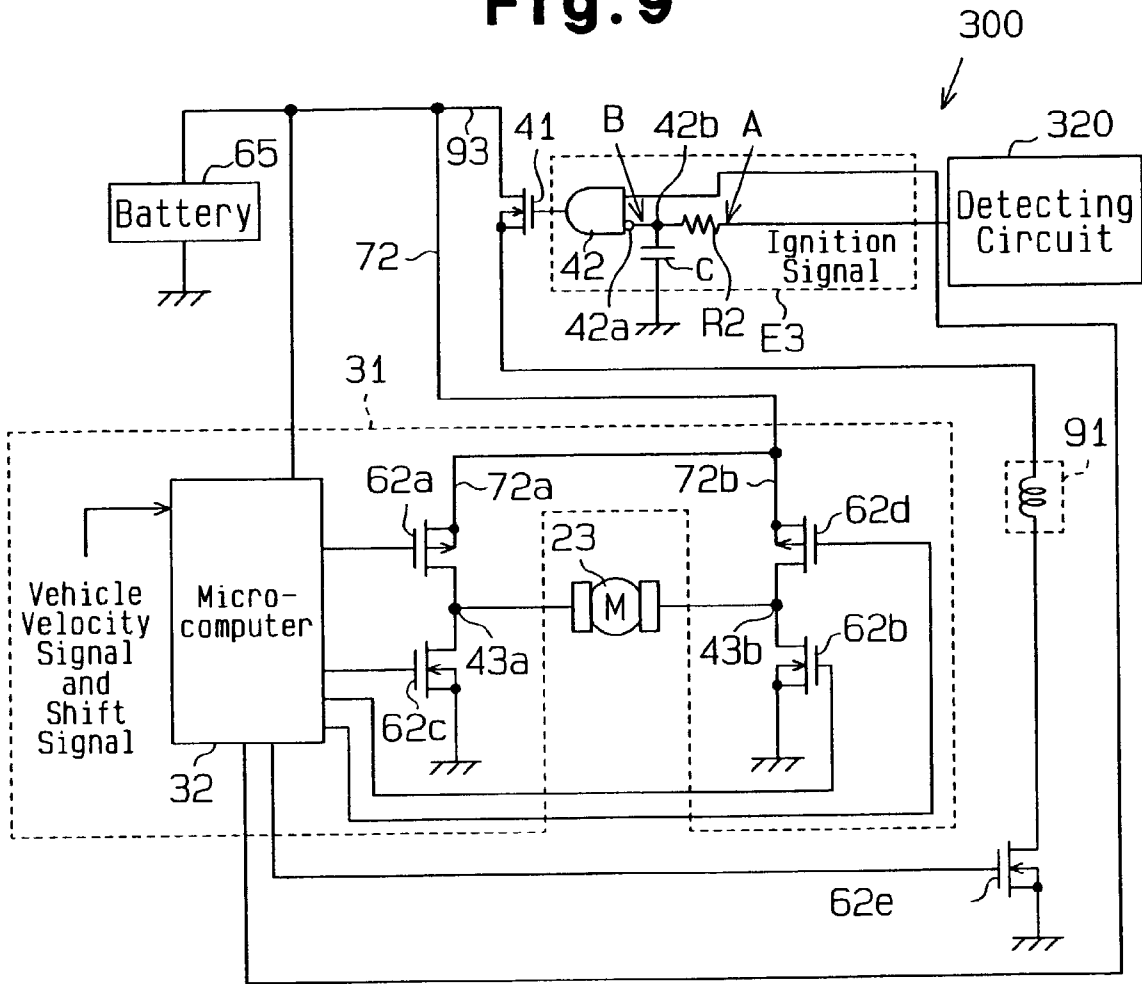 Fig.9
300
65
Battery
93
41
B
42b
A
320
Detecting
Circuit
Ignition
Signal
42
C
42a
R2
E3
72
31
91
62a
72a
72b
62d
23
M
Vehicle
Velocity
Signal
and
Shift
Signal
Micro-
computer
43a
43b
62b
62c
32
62e